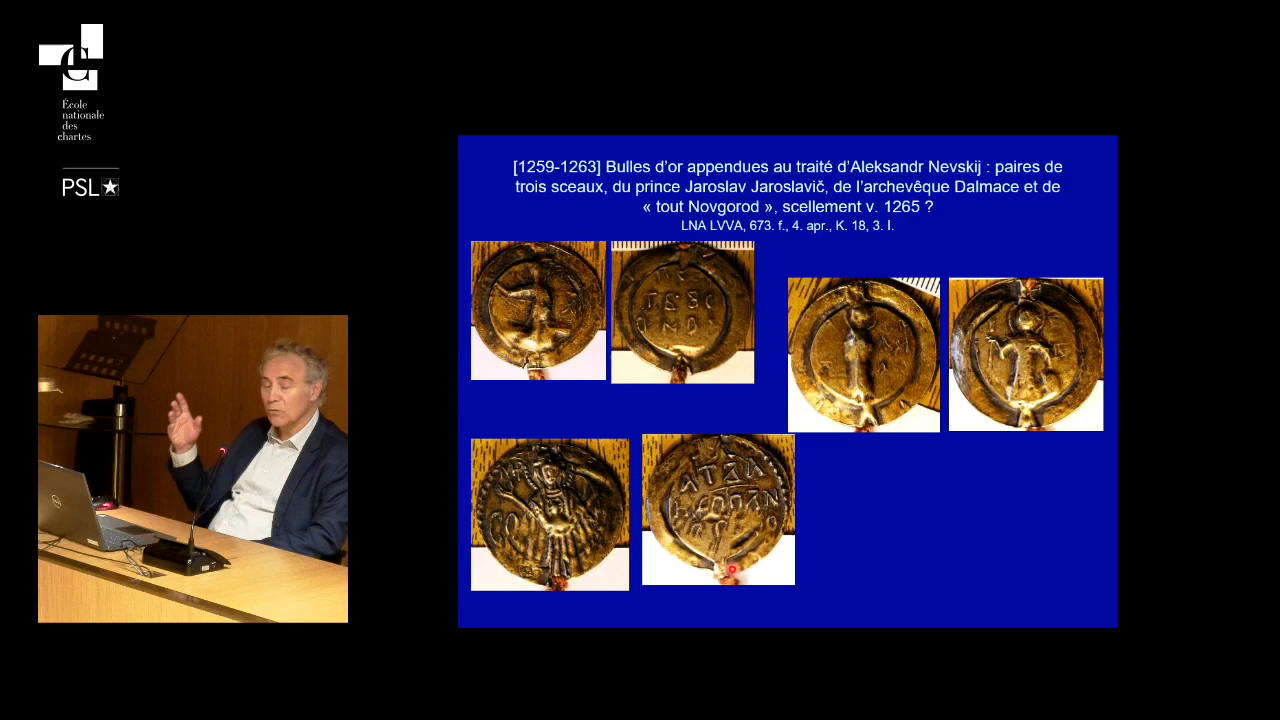 École
nationale
des
chartes
PSL
[1259-1263] Bulles d’or appendues au traité d’Aleksandr Nevskij : paires de
trois sceaux, du prince Jaroslav Jaroslavič, de l’archevêque Dalmace et de
« tout Novgorod », scellement v. 1265 ?
LNA LVVA, 673. f., 4. apr., K. 18, 3. l.